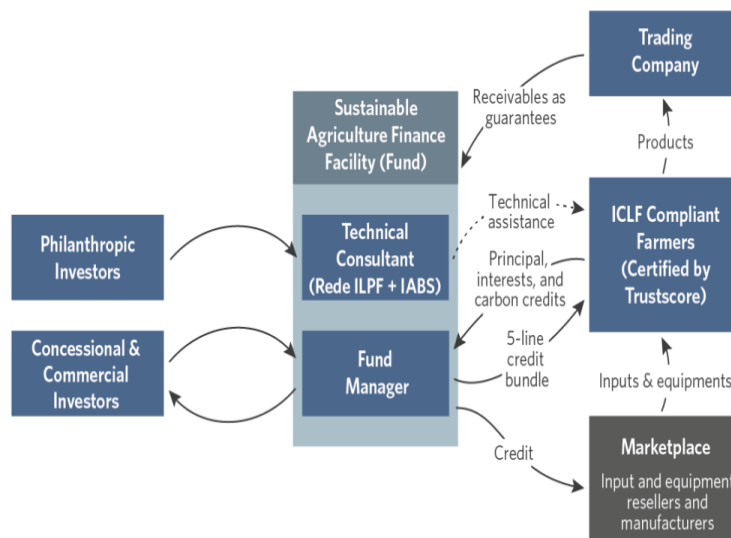 Trading
Company
Receivables as
guarantees
Sustainable
Agriculture Finance
Facility (Fund)
Products
Technical
assistance
ICLF Compliant
Farmers
(Certified by
Trustscore)
Philanthropic
Investors
Technical
Consultant
(Rede ILPF + IABS)
Principal,
interests, and
carbon credits
Concessional &
Commercial
Investors
Fund
Manager
5-line
credit
bundle
Inputs & equipments
Credit
Marketplace
Input and equipment
resellers and
manufacturers